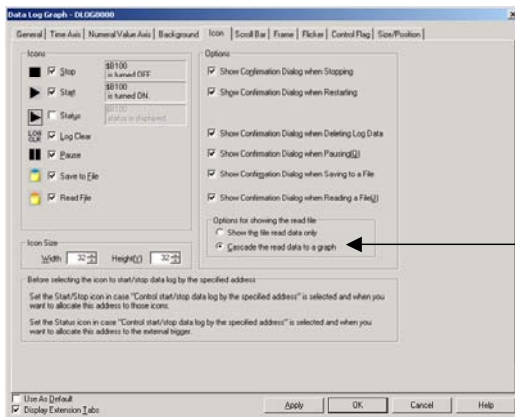 Data Log Graph - DLOG0000
General | Time Axis | Numeral Value Axis | Background | Icon | Scroll Bar | Frame | Flicker | Control Flag | Size/Position
Icons
Stop
$B100
is turned OFF.
Start
$B100
is turned ON.
Status
$B100
status is displayed.
LOG CLR Log Clear
Pause
Save to File
Read File
Icon Size
Width 32 Height(Y) 32
Options
Show Confirmation Dialog when Stopping
Show Confirmation Dialog when Restarting
Show Confirmation Dialog when Deleting Log Data
Show Confirmation Dialog when Pausing(Q)
Show Confirmation Dialog when Saving to a File
Show Confirmation Dialog when Reading a File(J)
Options for showing the read file
Show the file read data only
Cascade the read data to a graph
Before selecting the icon to start/stop data log by the specified address
Set the Start/Stop icon in case "Control start/stop data log by the specified address" is selected and when you
want to allocate this address to those icons.
Set the Status icon in case "Control start/stop data log by the specified address" is selected and when you
want to allocate this address to the external trigger.
Use As Default
Display Extension Tabs
Apply OK Cancel Help